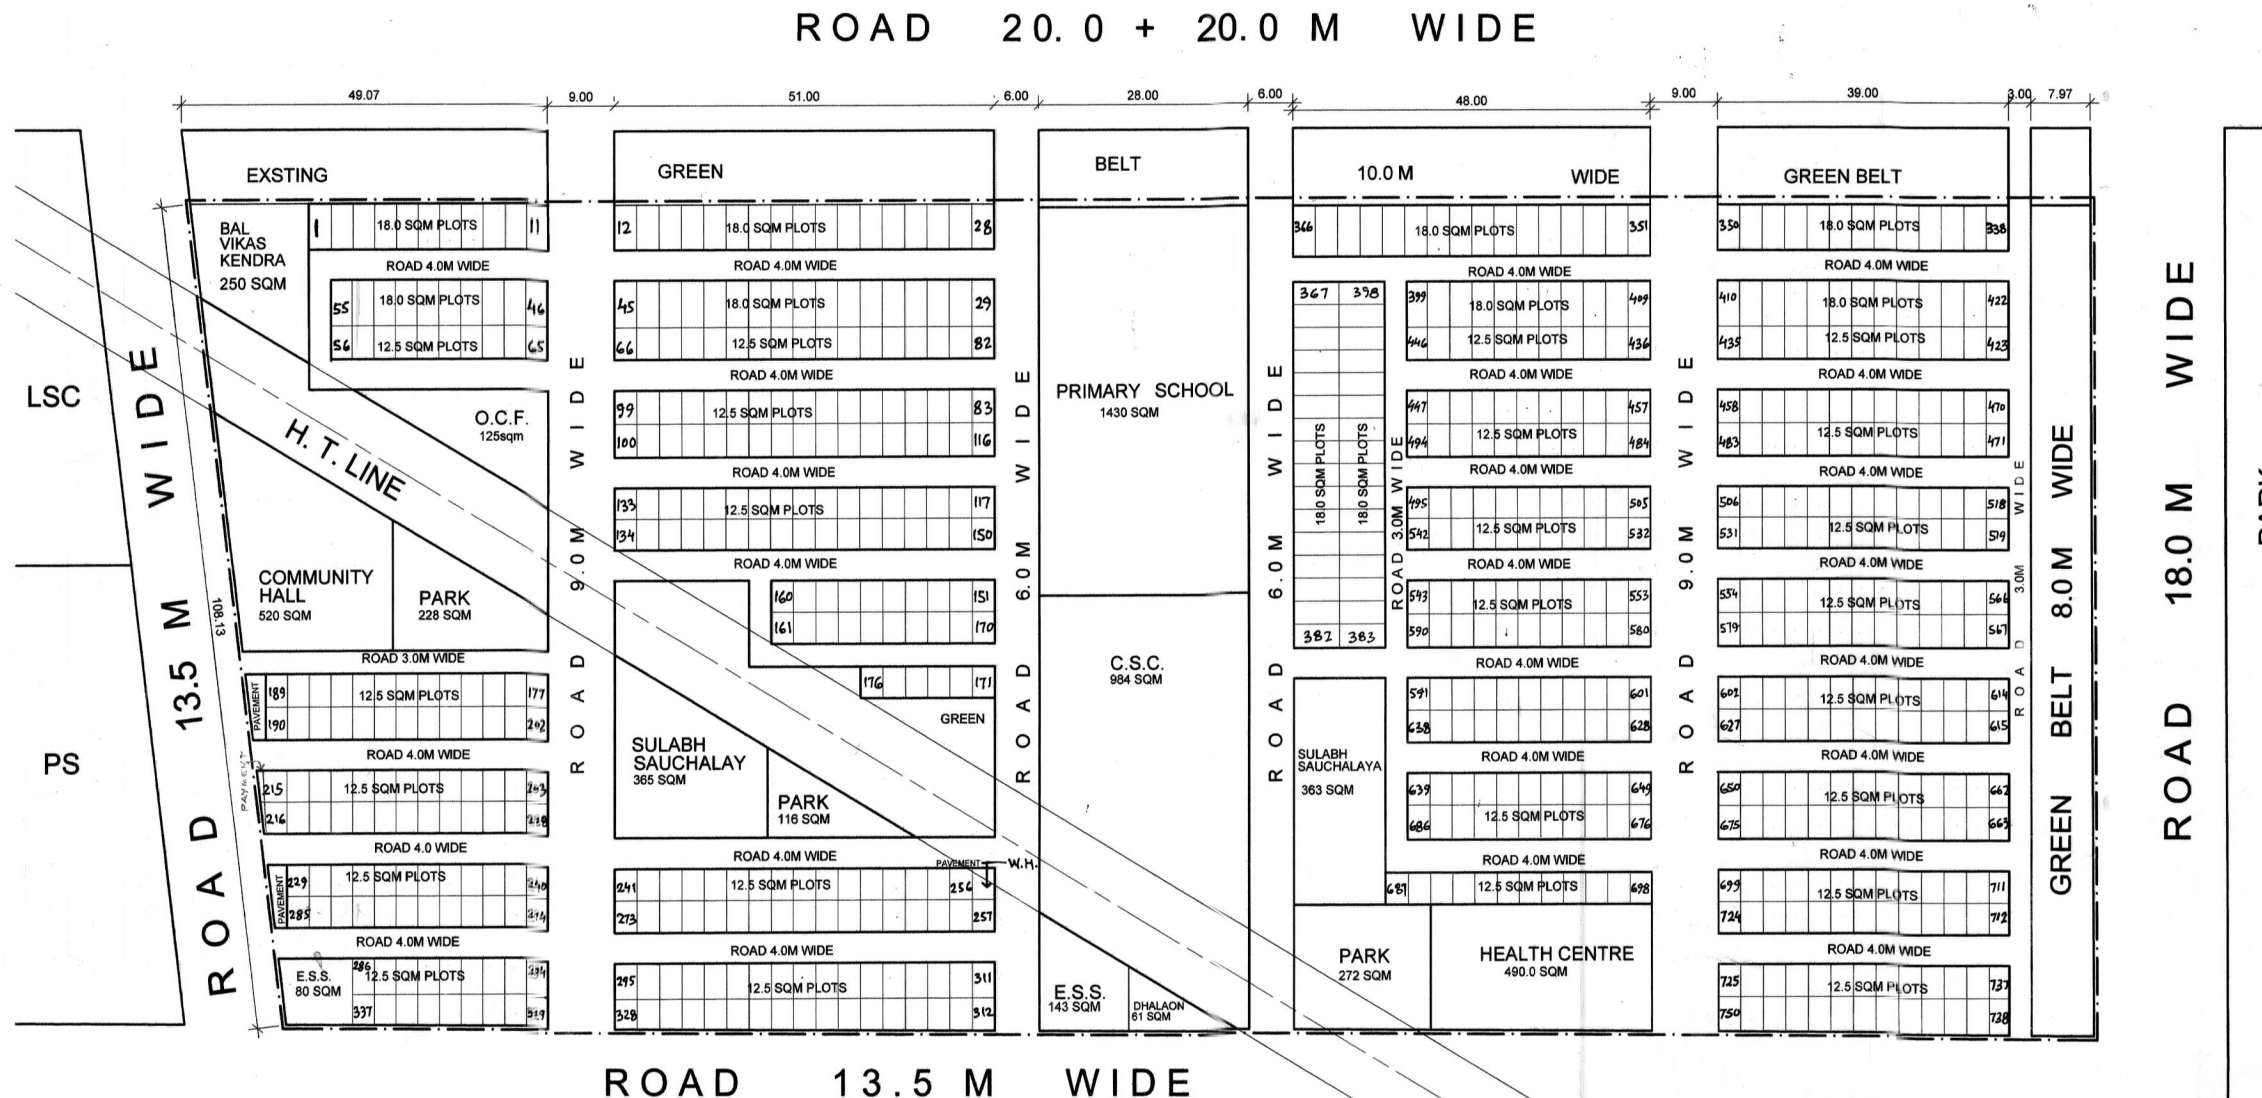 ROAD 20.0 + 20.0 M WIDE
49.07 9.00 51.00 6.00 28.00 6.00 48.00 9.00 39.00 3.00 7.97
EXSTING GREEN BELT 10.0 M WIDE GREEN BELT
BAL
VIKAS
KENDRA
250 SQM
1 18.0 SQM PLOTS 11
ROAD 4.0M WIDE
55 18.0 SQM PLOTS 46
56 12.5 SQM PLOTS 65
O.C.F.
125sqm
H. T. LINE
COMMUNITY
HALL
520 SQM
PARK
228 SQM
ROAD 3.0M WIDE
PAVEMENT
189 12.5 SQM PLOTS 177
190 202
ROAD 4.0M WIDE
215 12.5 SQM PLOTS 203
216
ROAD 4.0 WIDE
PAVEMENT
229 12.5 SQM PLOTS 240
285 274
ROAD 4.0M WIDE
E.S.S.
80 SQM
286 12.5 SQM PLOTS 294
337
LSC
PS
ROAD 13.5 M WIDE
108.13
ROAD 9.0M WIDE
12 18.0 SQM PLOTS 28
ROAD 4.0M WIDE
45 18.0 SQM PLOTS 29
66 12.5 SQM PLOTS 82
ROAD 4.0M WIDE
99 12.5 SQM PLOTS 83
100 116
ROAD 4.0M WIDE
133 12.5 SQM PLOTS 117
134 150
ROAD 4.0M WIDE
160 151
161 170
176 171
GREEN
SULABH
SAUCHALAY
365 SQM
PARK
116 SQM
ROAD 4.0M WIDE
PAVEMENT W.H.
241 12.5 SQM PLOTS 256
273 257
ROAD 4.0M WIDE
295 12.5 SQM PLOTS 311
328 312
ROAD 6.0M WIDE
PRIMARY SCHOOL
1430 SQM
C.S.C.
984 SQM
E.S.S.
143 SQM
DHALAON
61 SQM
ROAD 6.0M WIDE
366 18.0 SQM PLOTS 351
ROAD 4.0M WIDE
367 398
18.0 SQM PLOTS
18.0 SQM PLOTS
382 383
ROAD 3.0M WIDE
399 18.0 SQM PLOTS 409
446 12.5 SQM PLOTS 436
ROAD 4.0M WIDE
447 457
494 12.5 SQM PLOTS 484
ROAD 4.0M WIDE
495 505
542 12.5 SQM PLOTS 532
ROAD 4.0M WIDE
543 12.5 SQM PLOTS 553
590 580
ROAD 4.0M WIDE
591 601
638 628
ROAD 4.0M WIDE
639 649
686 12.5 SQM PLOTS 676
ROAD 4.0M WIDE
687 12.5 SQM PLOTS 698
SULABH
SAUCHALAYA
363 SQM
PARK
272 SQM
HEALTH CENTRE
490.0 SQM
ROAD 9.0M WIDE
350 18.0 SQM PLOTS 338
ROAD 4.0M WIDE
410 18.0 SQM PLOTS 422
435 12.5 SQM PLOTS 423
ROAD 4.0M WIDE
458 470
483 12.5 SQM PLOTS 471
ROAD 4.0M WIDE
506 518
531 12.5 SQM PLOTS 519
ROAD 4.0M WIDE
554 12.5 SQM PLOTS 566
579 567
ROAD 4.0M WIDE
602 12.5 SQM PLOTS 614
627 615
ROAD 4.0M WIDE
650 12.5 SQM PLOTS 662
675 663
ROAD 4.0M WIDE
699 12.5 SQM PLOTS 711
724 712
ROAD 4.0M WIDE
725 12.5 SQM PLOTS 737
750 738
ROAD 3.0M WIDE
GREEN BELT 8.0 M WIDE
ROAD 18.0 M WIDE
ROAD 13.5 M WIDE